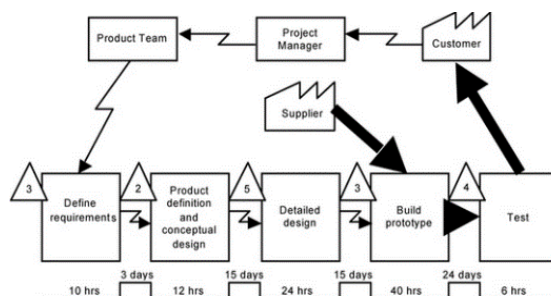 Product Team
Project
Manager
Customer
Supplier
3
Define
requirements
2
Product
definition
and
conceptual
design
5
Detailed
design
3
Build
prototype
4
Test
3 days
15 days
15 days
24 days
10 hrs
12 hrs
24 hrs
40 hrs
6 hrs